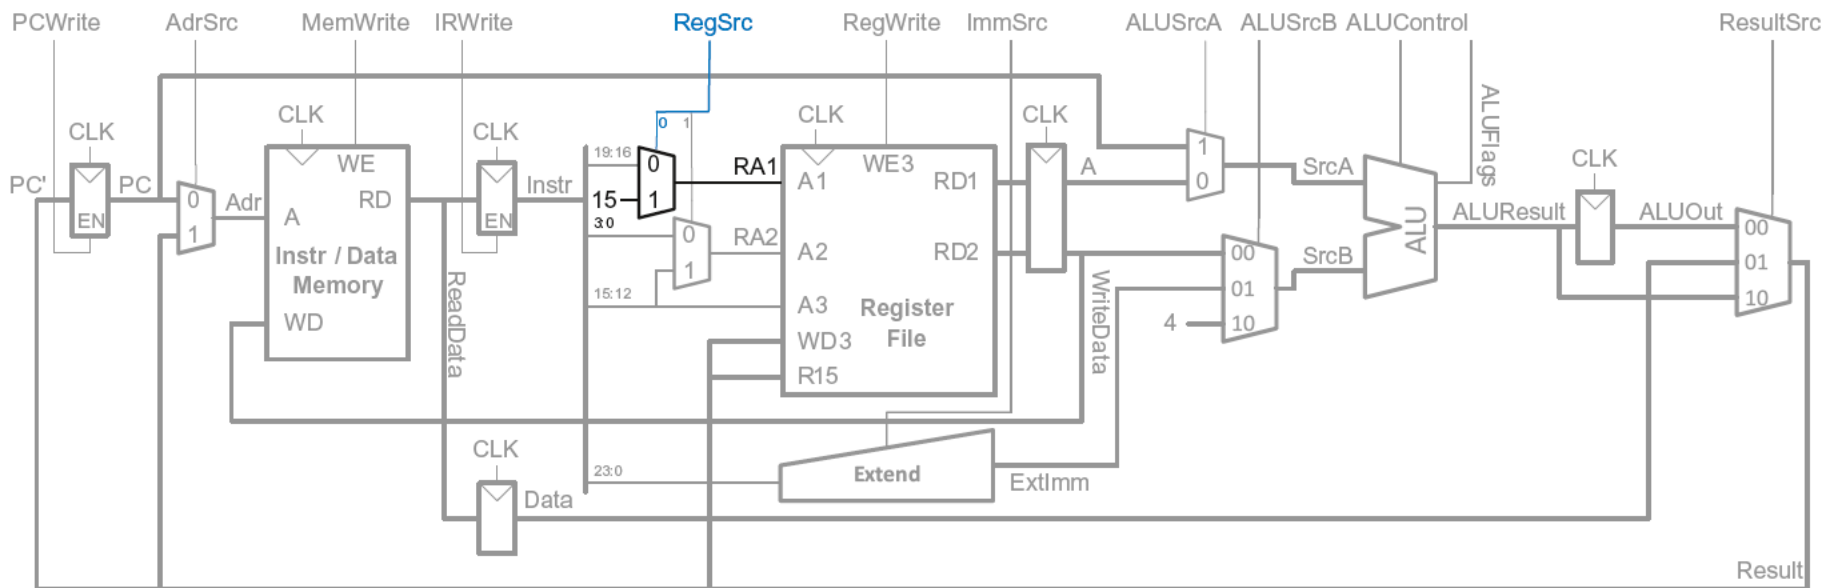 PCWrite AdrSrc MemWrite IRWrite RegSrc RegWrite ImmSrc ALUSrcA ALUSrcB ALUControl ResultSrc
CLK CLK CLK 0 1 CLK CLK ALUFlags CLK
PC' PC EN
0 1 Adr
WE RD A Instr / Data Memory WD
ReadData
EN Instr
19:16 0 15 1 RA1
3:0 0 1 RA2
15:12
A1 WE3 RD1
A2 RD2
A3 Register File
WD3
R15
A
WriteData
1 0 SrcA
00 01 10 SrcB
4
ALU
ALUResult ALUOut
00 01 10
23:0 Extend ExtImm
CLK Data
Result